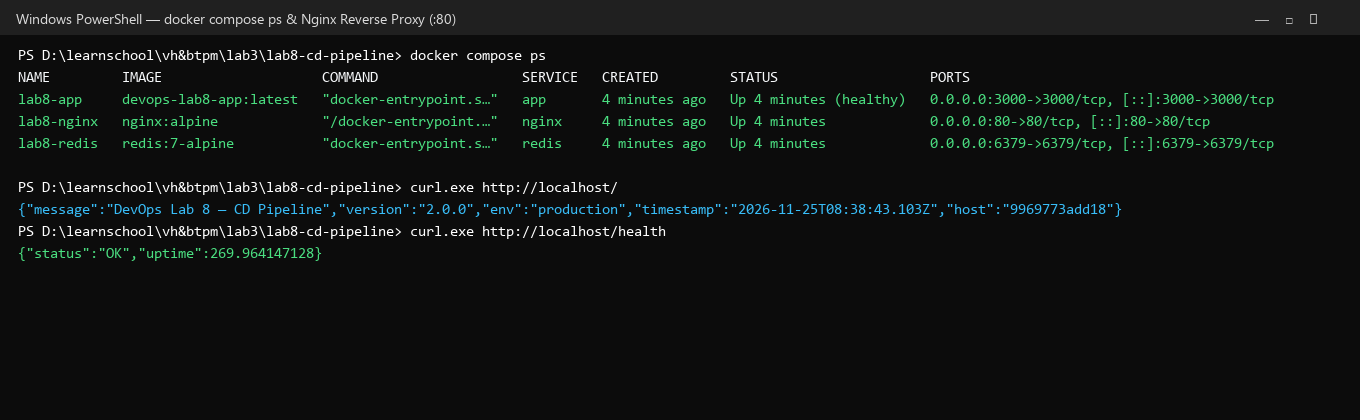 Windows PowerShell — docker compose ps & Nginx Reverse Proxy (:80)
PS D:\learnschool\vh&btpm\lab3\lab8-cd-pipeline> docker compose ps
NAME IMAGE COMMAND SERVICE CREATED STATUS PORTS
lab8-app devops-lab8-app:latest "docker-entrypoint.s…" app 4 minutes ago Up 4 minutes (healthy) 0.0.0.0:3000->3000/tcp, [::]:3000->3000/tcp
lab8-nginx nginx:alpine "/docker-entrypoint.…" nginx 4 minutes ago Up 4 minutes 0.0.0.0:80->80/tcp, [::]:80->80/tcp
lab8-redis redis:7-alpine "docker-entrypoint.s…" redis 4 minutes ago Up 4 minutes 0.0.0.0:6379->6379/tcp, [::]:6379->6379/tcp
PS D:\learnschool\vh&btpm\lab3\lab8-cd-pipeline> curl.exe http://localhost/
{"message":"DevOps Lab 8 — CD Pipeline","version":"2.0.0","env":"production","timestamp":"2026-11-25T08:38:43.103Z","host":"9969773add18"}
PS D:\learnschool\vh&btpm\lab3\lab8-cd-pipeline> curl.exe http://localhost/health
{"status":"OK","uptime":269.964147128}